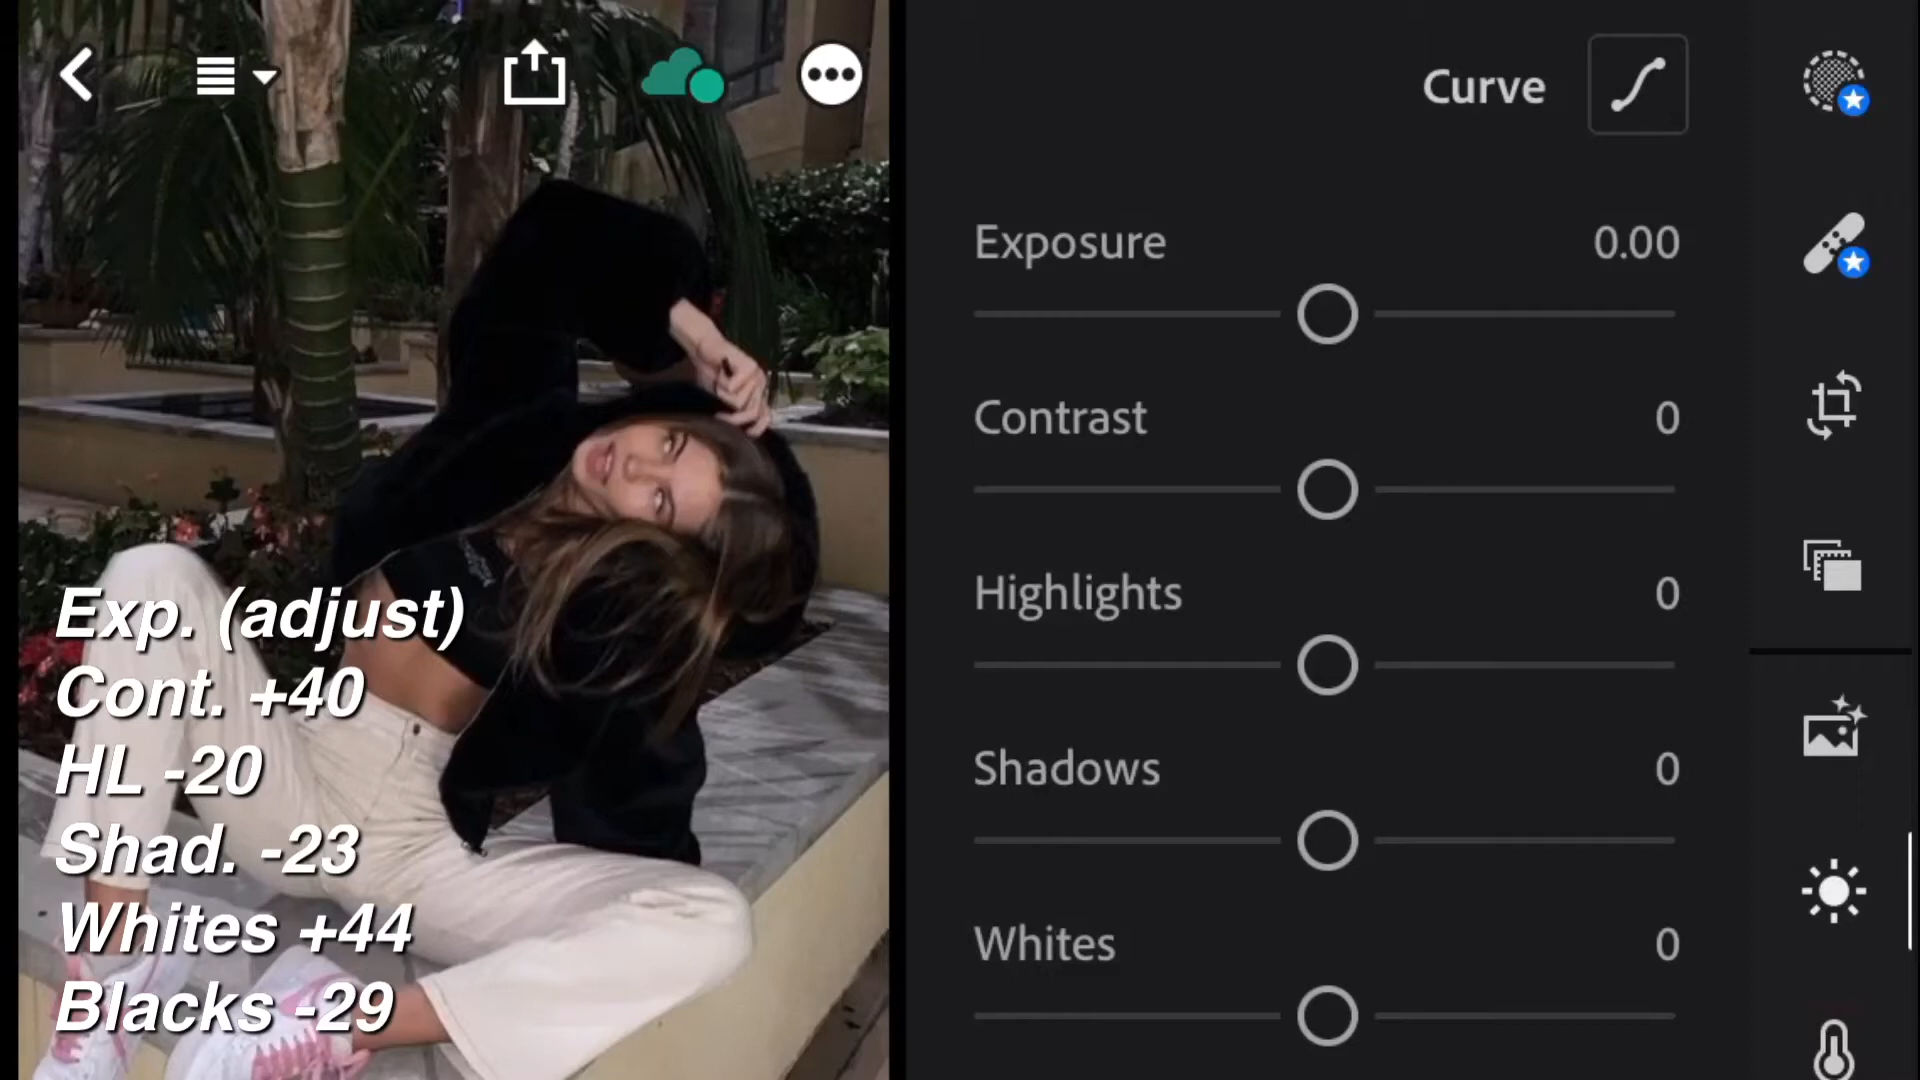 Curve
Exposure 0.00
Contrast 0
Highlights 0
Shadows 0
Whites 0
Exp. (adjust)
Cont. +40
HL -20
Shad. -23
Whites +44
Blacks -29